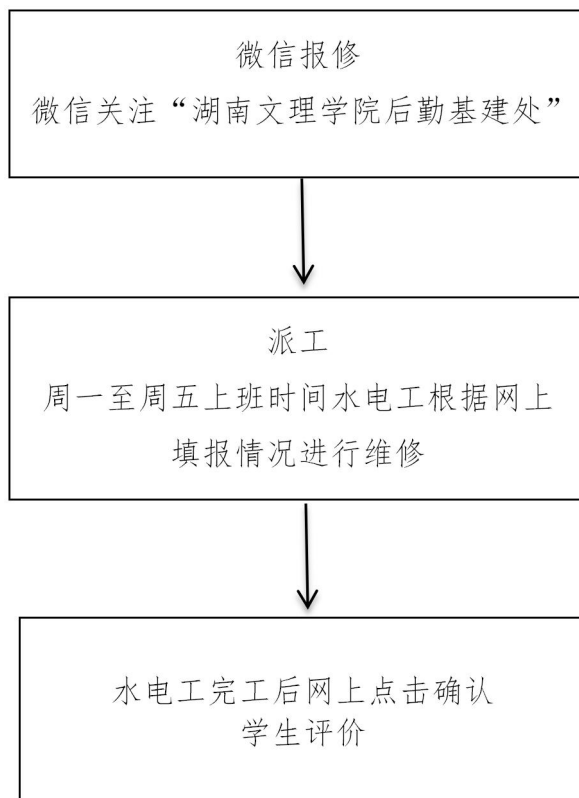 微信报修
微信关注“湖南文理学院后勤基建处”
派工
周一至周五上班时间水电工根据网上
填报情况进行维修
水电工完工后网上点击确认
学生评价